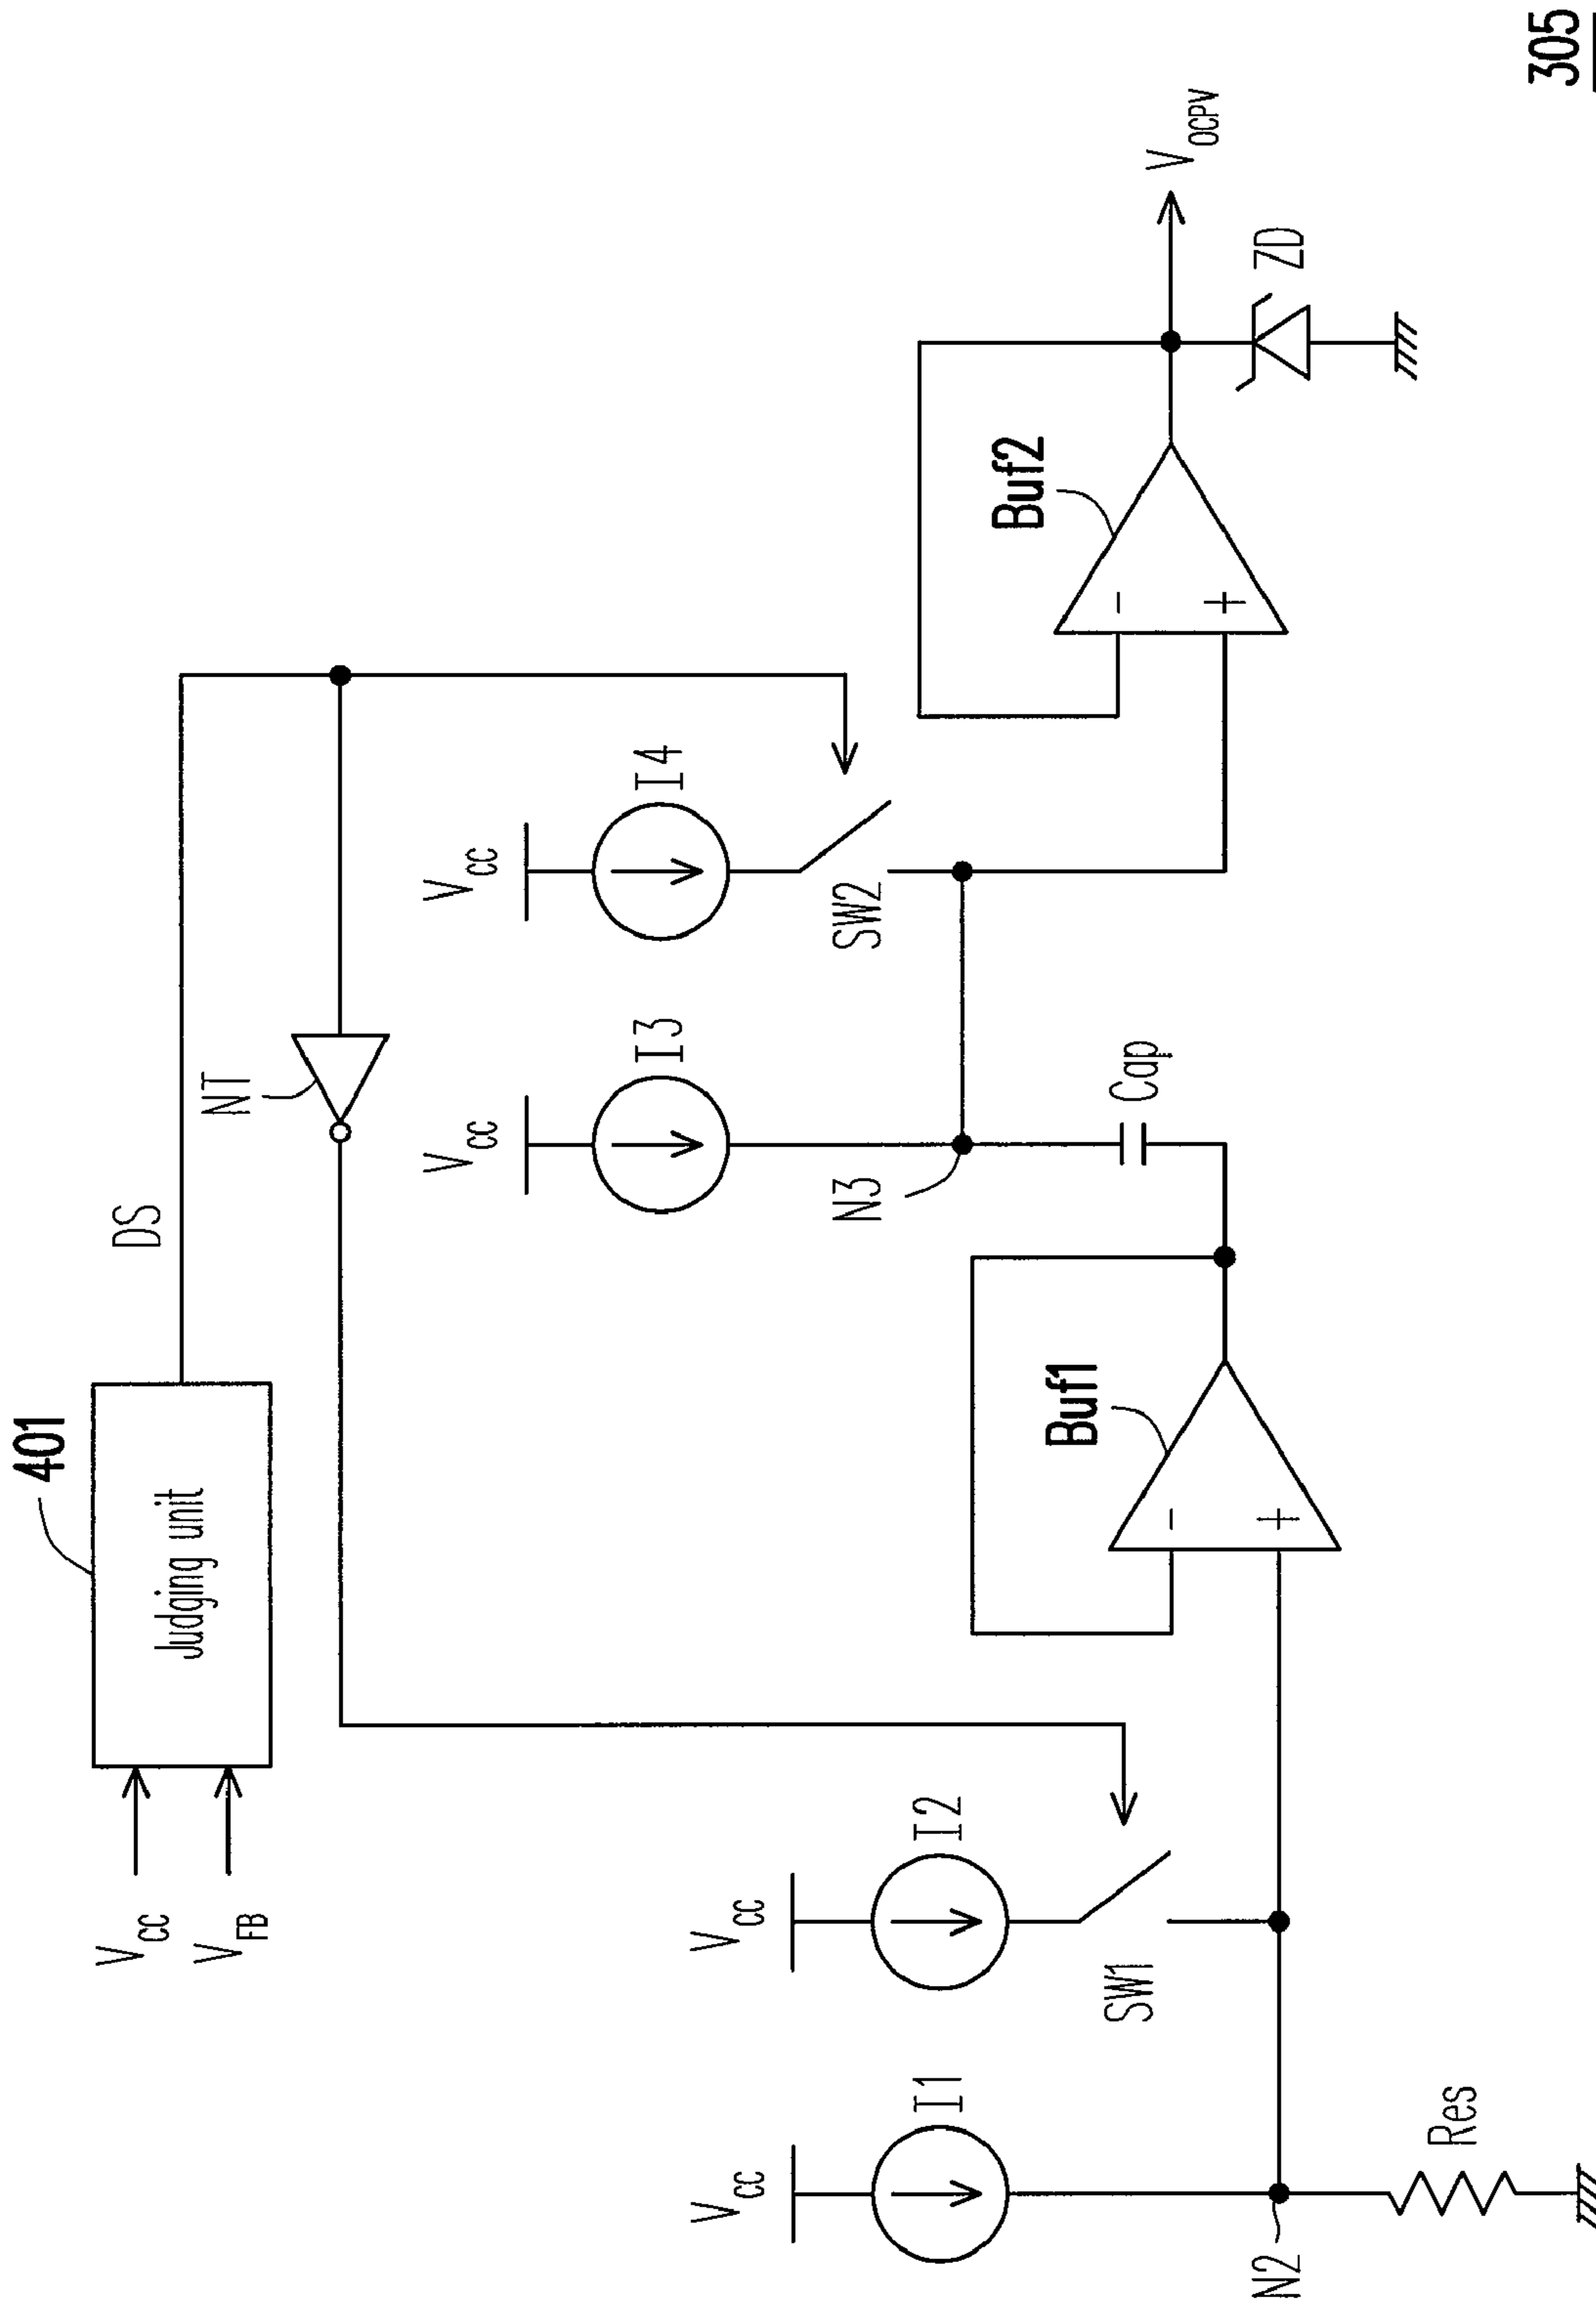 401
Judging unit
V_CC
V_FB
DS
NT
V_CC
I1
V_CC
I2
SW1
N2
Res
Buf1
V_CC
I3
N3
Cap
V_CC
I4
SW2
Buf2
V_OCPV
ZD
305